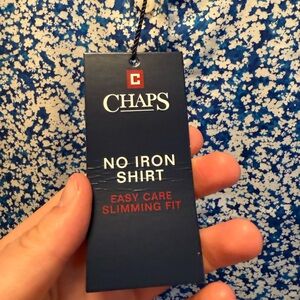 C
CHAPS
NO IRON
SHIRT
EASY CARE
SLIMMING FIT